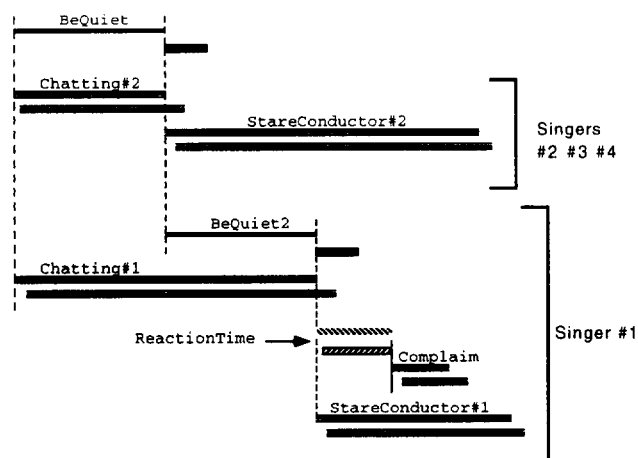 BeQuiet
Chatting#2
StareConductor#2
Singers
#2 #3 #4
BeQuiet2
Chatting#1
ReactionTime
Complaim
Singer #1
StareConductor#1